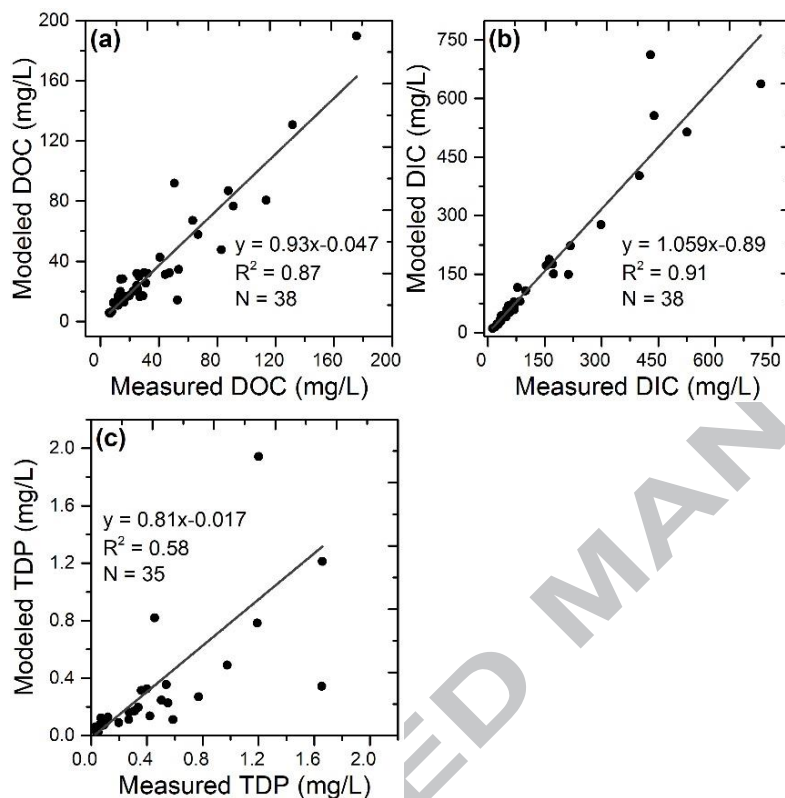 (a)
200
160
120
80
40
0
Modeled DOC (mg/L)
y = 0.93x-0.047
R² = 0.87
N = 38
0 40 80 120 160 200
Measured DOC (mg/L)
(b)
750
600
450
300
150
0
Modeled DIC (mg/L)
y = 1.059x-0.89
R² = 0.91
N = 38
0 150 300 450 600 750
Measured DIC (mg/L)
(c)
2.0
1.6
1.2
0.8
0.4
0.0
Modeled TDP (mg/L)
y = 0.81x-0.017
R² = 0.58
N = 35
0.0 0.4 0.8 1.2 1.6 2.0
Measured TDP (mg/L)
ED MAN